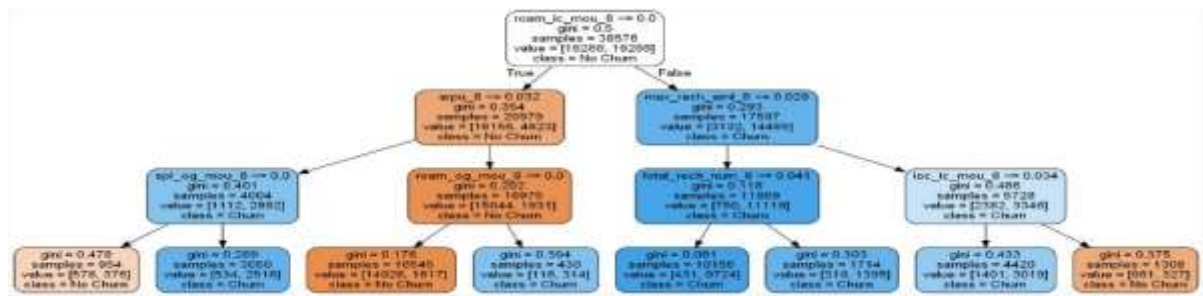 roam_ic_mou_8 <= 0.0
gini = 0.5
samples = 38576
value = [19288, 19288]
class = No Churn
True
False
arpu_8 <= 0.032
gini = 0.354
samples = 20979
value = [16156, 4823]
class = No Churn
max_rech_amt_8 <= 0.029
gini = 0.293
samples = 17597
value = [3132, 14465]
class = Churn
spl_og_mou_8 <= 0.0
gini = 0.401
samples = 4004
value = [1112, 2892]
class = Churn
roam_og_mou_8 <= 0.0
gini = 0.202
samples = 16975
value = [15044, 1931]
class = No Churn
total_rech_num_8 <= 0.041
gini = 0.118
samples = 11869
value = [750, 11119]
class = Churn
loc_ic_mou_8 <= 0.034
gini = 0.486
samples = 5728
value = [2382, 3346]
class = Churn
gini = 0.478
samples = 954
value = [578, 376]
class = No Churn
gini = 0.289
samples = 3050
value = [534, 2516]
class = Churn
gini = 0.176
samples = 16545
value = [14928, 1617]
class = No Churn
gini = 0.394
samples = 430
value = [116, 314]
class = Churn
gini = 0.081
samples = 10155
value = [431, 9724]
class = Churn
gini = 0.303
samples = 1714
value = [319, 1395]
class = Churn
gini = 0.433
samples = 4420
value = [1401, 3019]
class = Churn
gini = 0.375
samples = 1308
value = [981, 327]
class = No Churn